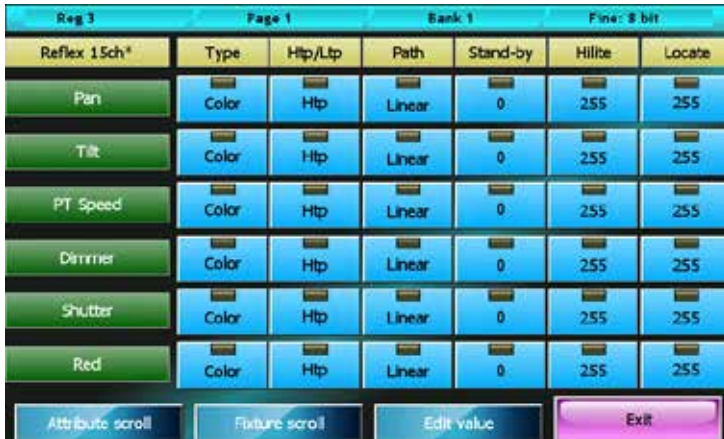 Reg 3 Page 1 Bank 1 Fine: 8 bit
Reflex 15ch* Type Htp/Ltp Path Stand-by Hilite Locate
Pan Color Htp Linear 0 255 255
Tilt Color Htp Linear 0 255 255
PT Speed Color Htp Linear 0 255 255
Dimmer Color Htp Linear 0 255 255
Shutter Color Htp Linear 0 255 255
Red Color Htp Linear 0 255 255
Attribute scroll Fixture scroll Edit value Exit